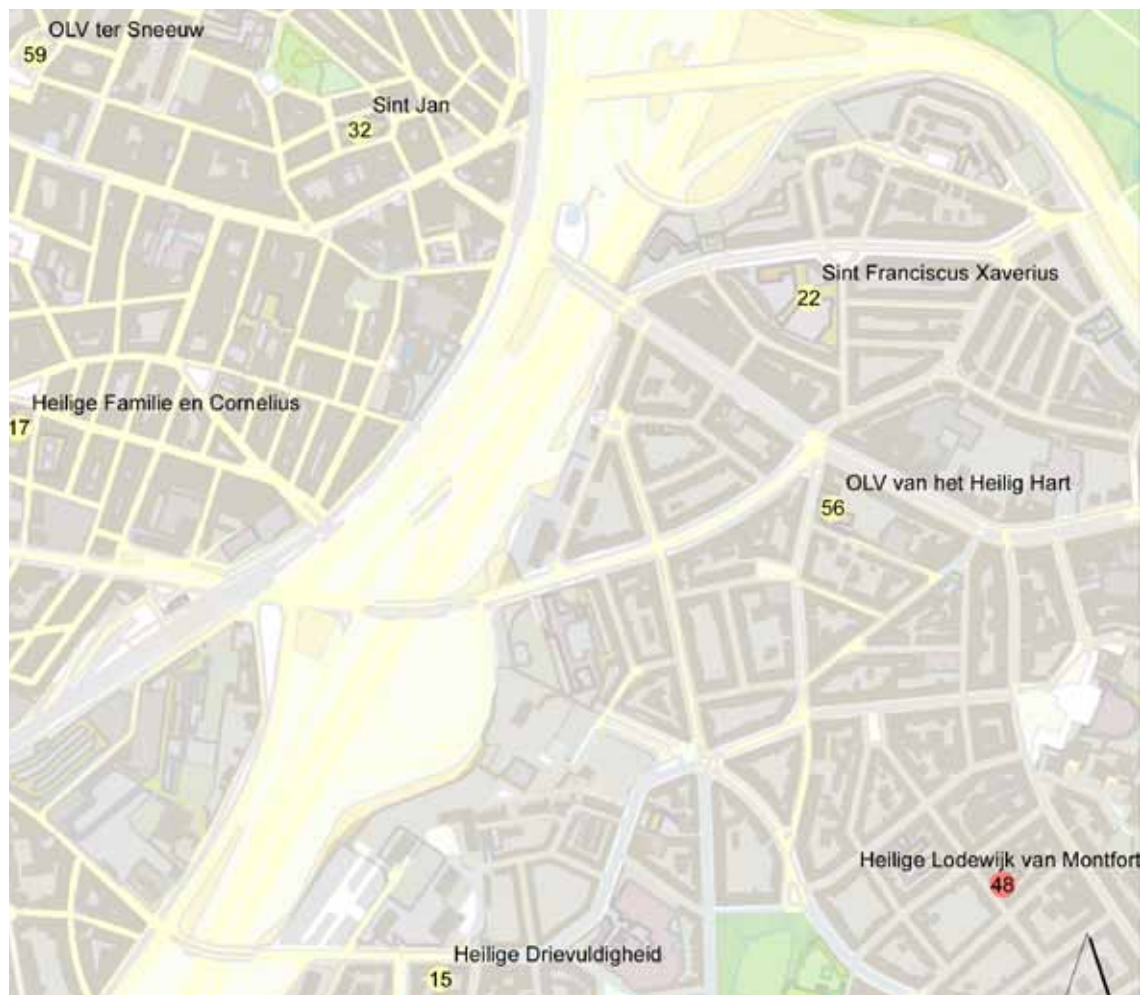 OLV ter Sneeuw
59
Sint Jan
32
Sint Franciscus Xaverius
22
Heilige Familie en Cornelius
17
OLV van het Heilig Hart
56
Heilige Lodewijk van Montfort
48
Heilige Drievuldigheid
15